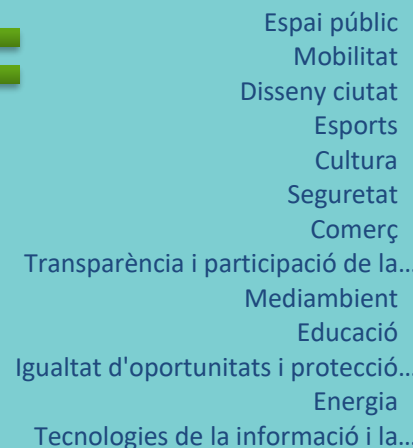 Espai públic
Mobilitat
Disseny ciutat
Esports
Cultura
Seguretat
Comerç
Transparència i participació de la…
Mediambient
Educació
Igualtat d'oportunitats i protecció…
Energia
Tecnologies de la informació i la…